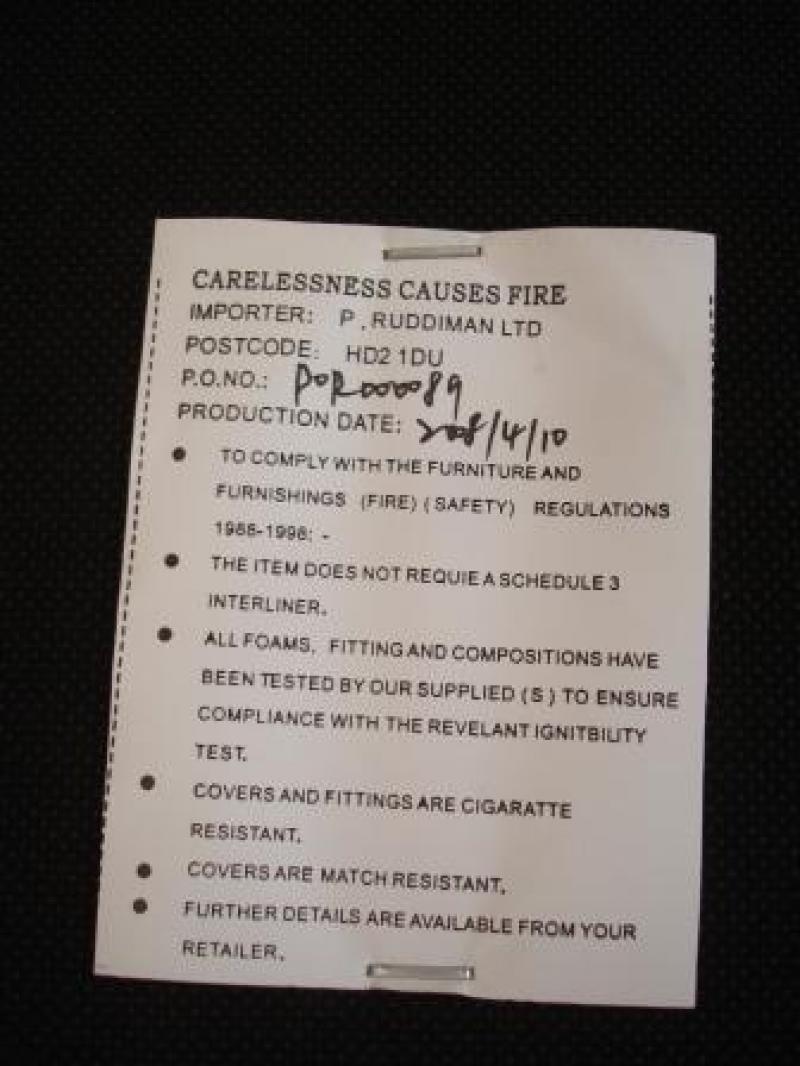 CARELESSNESS CAUSES FIRE
IMPORTER: P. RUDDIMAN LTD
POSTCODE: HD2 1DU
P.O.NO.: POR000089
PRODUCTION DATE: 2008/4/10
● TO COMPLY WITH THE FURNITURE AND
FURNISHINGS (FIRE) (SAFETY) REGULATIONS
1988-1998: -
● THE ITEM DOES NOT REQUIE A SCHEDULE 3
INTERLINER.
● ALL FOAMS, FITTING AND COMPOSITIONS HAVE
BEEN TESTED BY OUR SUPPLIED (S) TO ENSURE
COMPLIANCE WITH THE REVELANT IGNITBILITY
TEST.
● COVERS AND FITTINGS ARE CIGARATTE
RESISTANT.
● COVERS ARE MATCH RESISTANT.
● FURTHER DETAILS ARE AVAILABLE FROM YOUR
RETAILER.